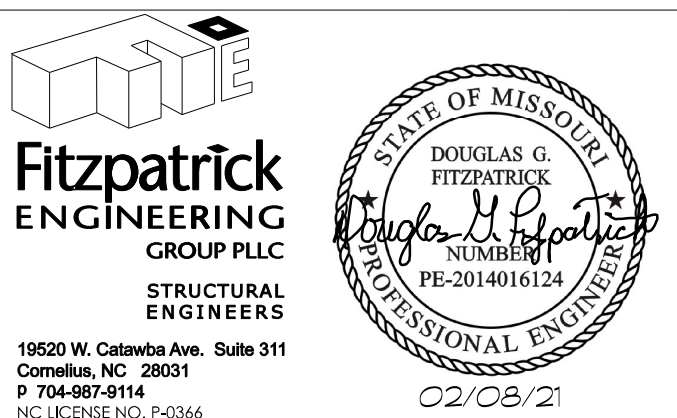 Fitzpatrick
ENGINEERING
GROUP PLLC
STRUCTURAL
ENGINEERS
19520 W. Catawba Ave. Suite 311
Cornelius, NC 28031
p 704-987-9114
NC LICENSE NO. P-0366
STATE OF MISSOURI
DOUGLAS G.
FITZPATRICK
Douglas G. Fitzpatrick
NUMBER
PE-2014016124
PROFESSIONAL ENGINEER
02/08/21